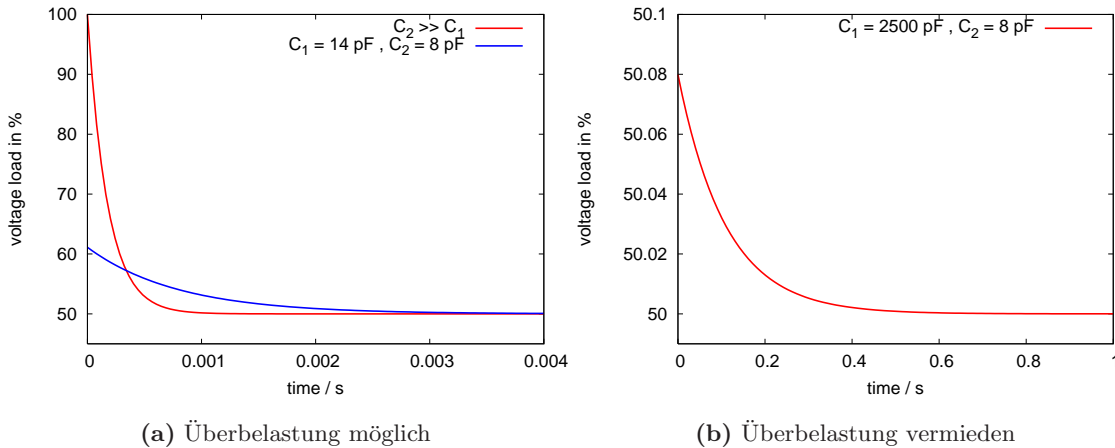 100
90
80
70
60
50
0
0.001
0.002
0.003
0.004
voltage load in %
time / s
C2 >> C1
C1 = 14 pF , C2 = 8 pF
(a) Überbelastung möglich
50.1
50.08
50.06
50.04
50.02
50
0
0.2
0.4
0.6
0.8
1
voltage load in %
time / s
C1 = 2500 pF , C2 = 8 pF
(b) Überbelastung vermieden